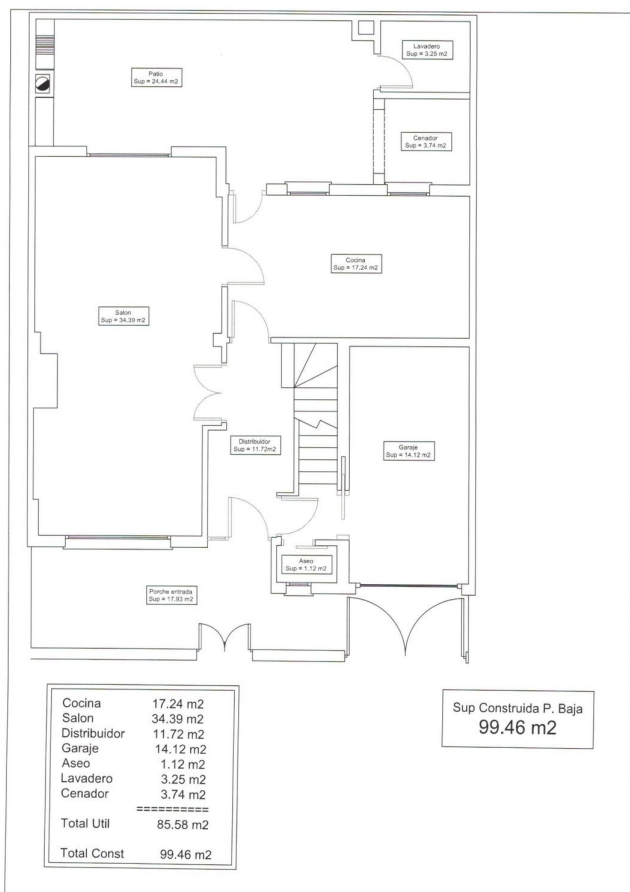 Lavadero
Sup = 3.25 m2
Patio
Sup = 24.44 m2
Cenador
Sup = 3.74 m2
Cocina
Sup = 17.24 m2
Salon
Sup = 34.39 m2
Distribuidor
Sup = 11.72m2
Garaje
Sup = 14.12 m2
Aseo
Sup = 1.12 m2
Porche entrada
Sup = 17.93 m2
Cocina 17.24 m2
Salon 34.39 m2
Distribuidor 11.72 m2
Garaje 14.12 m2
Aseo 1.12 m2
Lavadero 3.25 m2
Cenador 3.74 m2
==========
Total Util 85.58 m2
Total Const 99.46 m2
Sup Construida P. Baja
99.46 m2